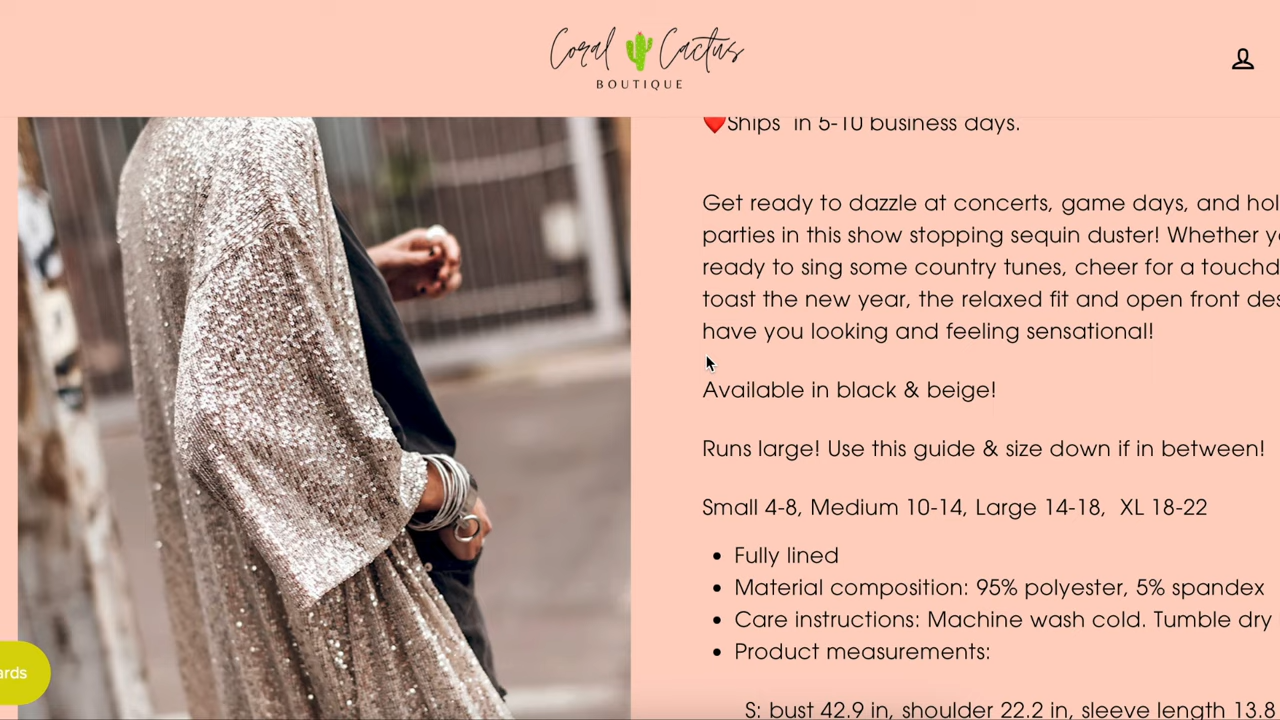 Coral Cactus
BOUTIQUE
❤️Ships in 5-10 business days.
Get ready to dazzle at concerts, game days, and hol
parties in this show stopping sequin duster! Whether y
ready to sing some country tunes, cheer for a touchd
toast the new year, the relaxed fit and open front des
have you looking and feeling sensational!
Available in black & beige!
Runs large! Use this guide & size down if in between!
Small 4-8, Medium 10-14, Large 14-18, XL 18-22
• Fully lined
• Material composition: 95% polyester, 5% spandex
• Care instructions: Machine wash cold. Tumble dry
• Product measurements:
S: bust 42.9 in, shoulder 22.2 in, sleeve length 13.8
ards